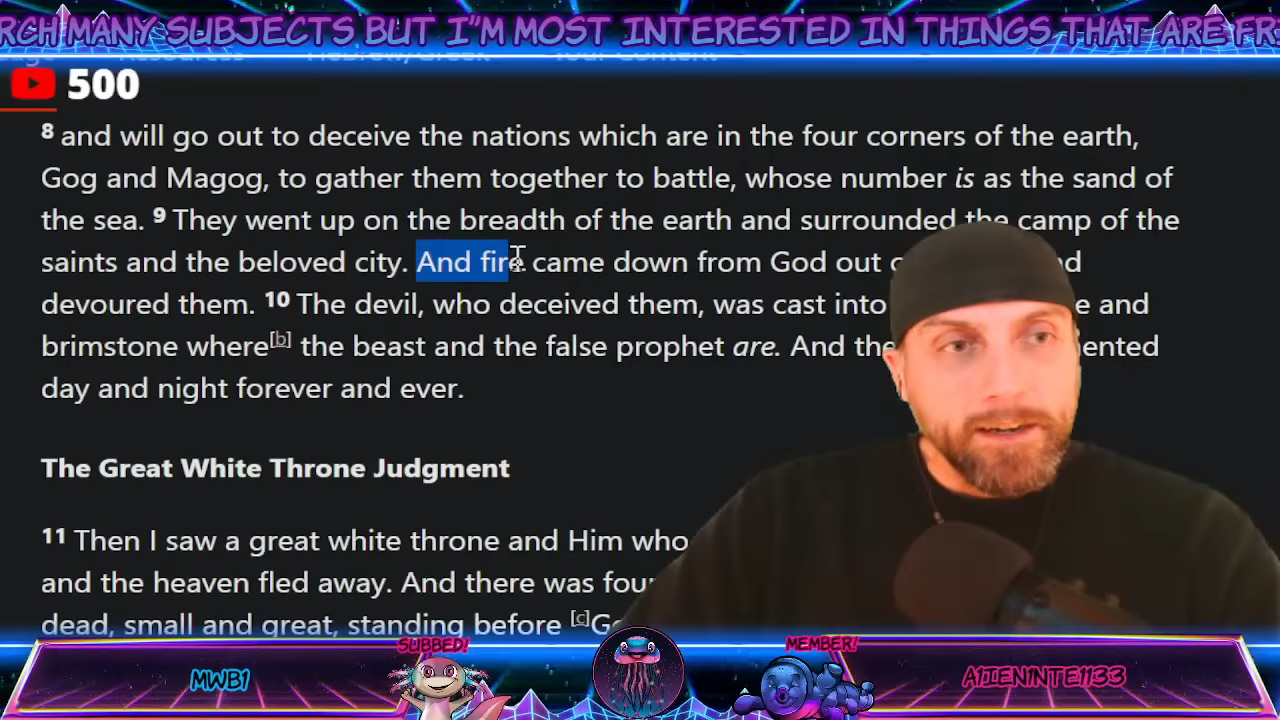 RCH MANY SUBJECTS BUT I"M MOST INTERESTED IN THINGS THAT ARE FR
500
8 and will go out to deceive the nations which are in the four corners of the earth,
Gog and Magog, to gather them together to battle, whose number is as the sand of
the sea. 9 They went up on the breadth of the earth and surrounded the camp of the
saints and the beloved city. And fire came down from God out
devoured them. 10 The devil, who deceived them, was cast into and
brimstone where[b] the beast and the false prophet are. And
day and night forever and ever.
The Great White Throne Judgment
11 Then I saw a great white throne and Him who
and the heaven fled away. And there was
dead, small and great, standing before [c]
SUBBED!
MEMBER!
MWB1
A1IEN1NTE1133